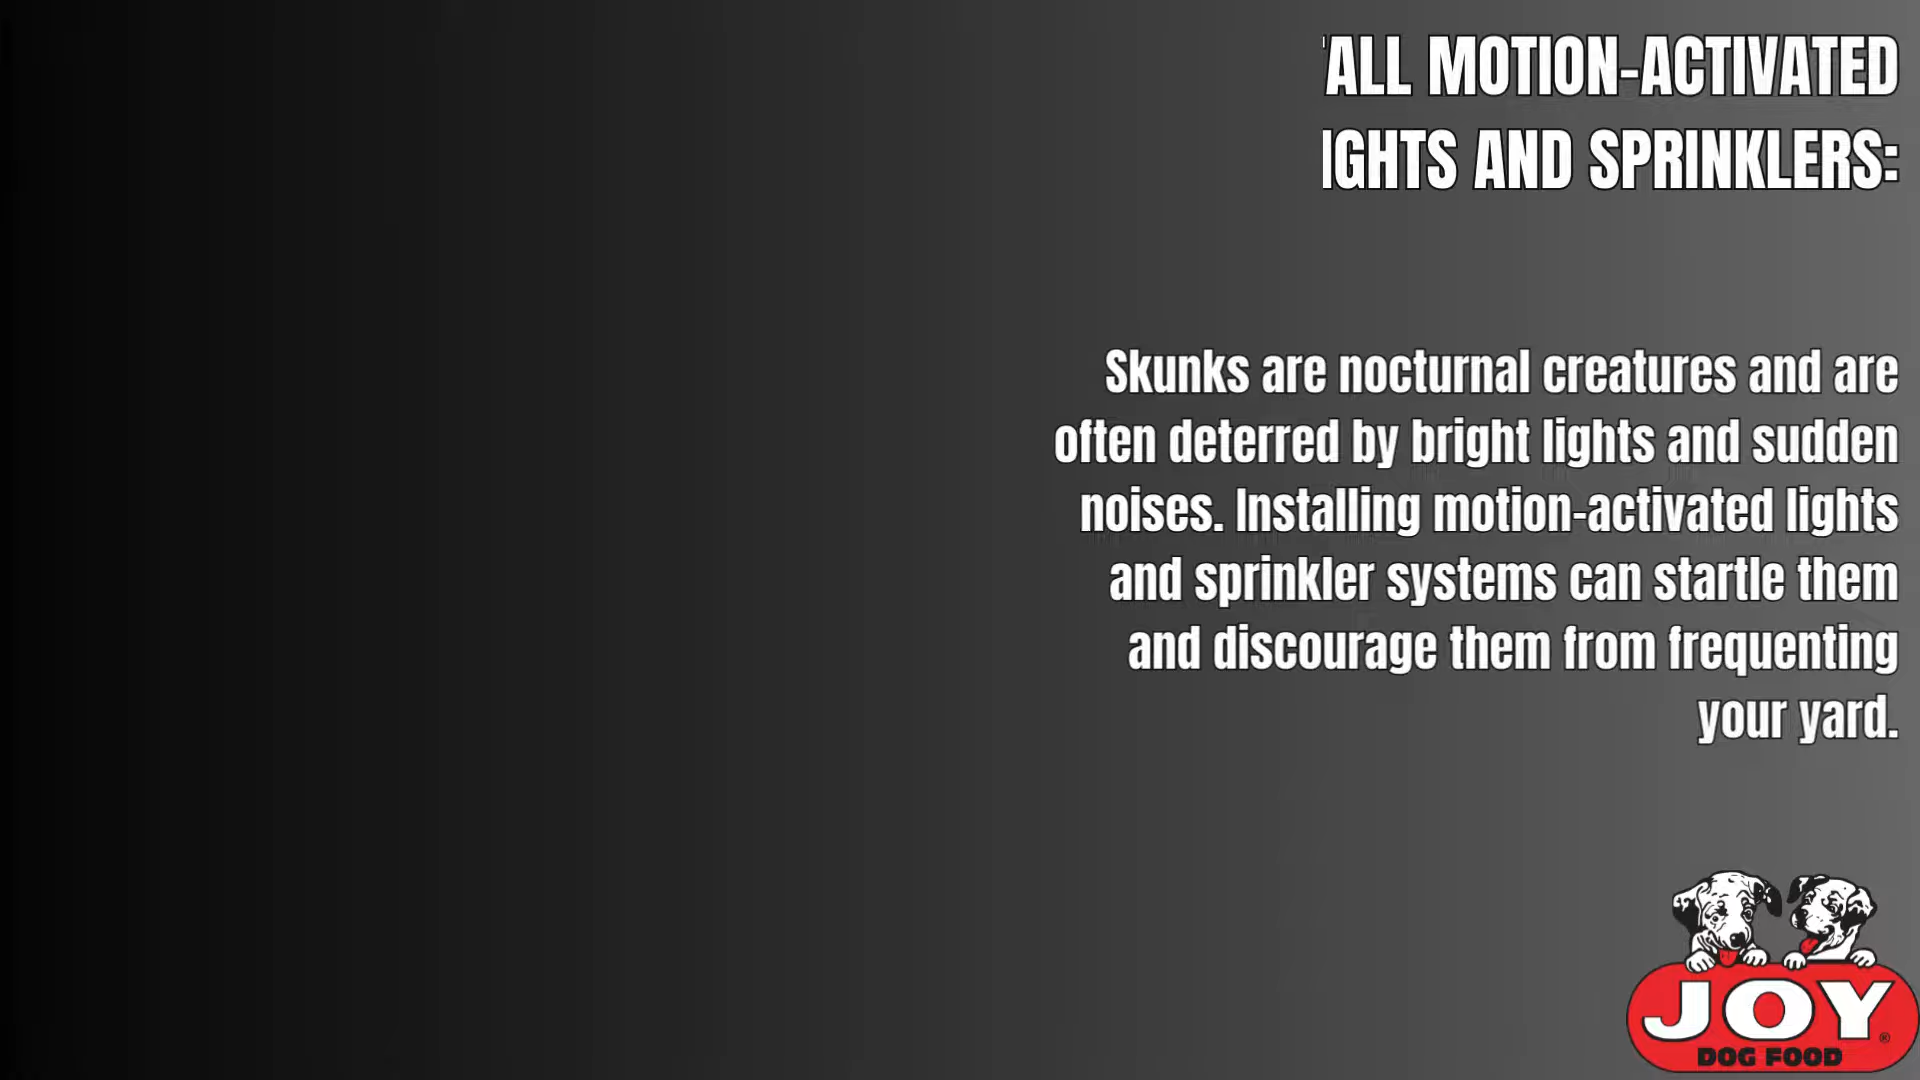 ALL MOTION-ACTIVATED
IGHTS AND SPRINKLERS:
Skunks are nocturnal creatures and are
often deterred by bright lights and sudden
noises. Installing motion-activated lights
and sprinkler systems can startle them
and discourage them from frequenting
your yard.
JOY®
DOG FOOD